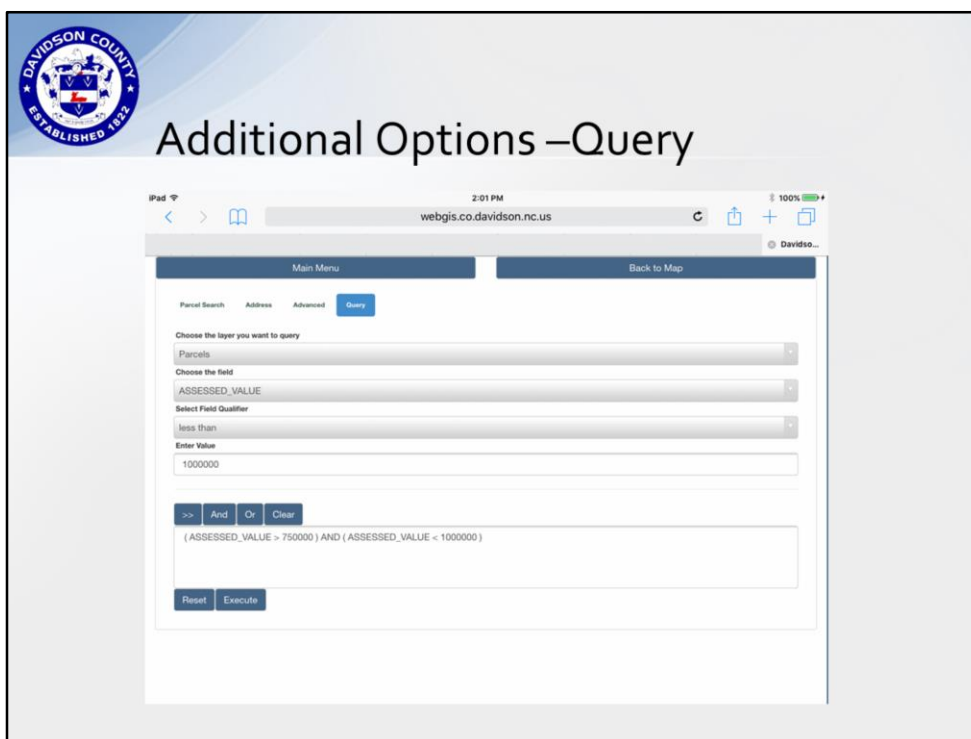 DAVIDSON COUNTY
ESTABLISHED 1822
Additional Options –Query
iPad 2:01 PM 100%
webgis.co.davidson.nc.us
Davidso...
Main Menu Back to Map
Parcel Search Address Advanced Query
Choose the layer you want to query
Parcels
Choose the field
ASSESSED_VALUE
Select Field Qualifier
less than
Enter Value
1000000
>> And Or Clear
( ASSESSED_VALUE > 750000 ) AND ( ASSESSED_VALUE < 1000000 )
Reset Execute